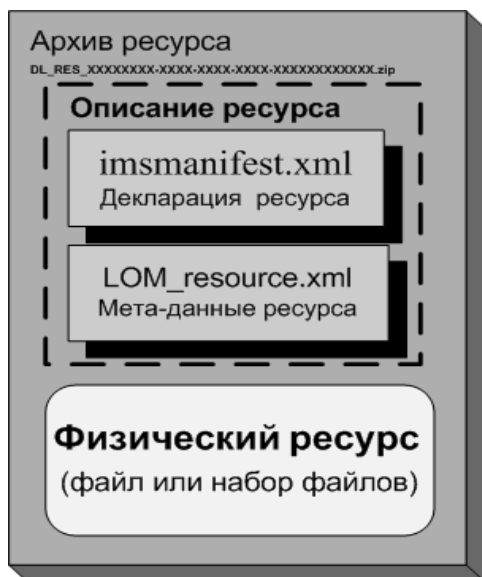 Архив ресурса
DL_RES_XXXXXXXX-XXXX-XXXX-XXXX-XXXXXXXXXXXX.zip
Описание ресурса
imsmanifest.xml
Декларация ресурса
LOM_resource.xml
Мета-данные ресурса
Физический ресурс
(файл или набор файлов)